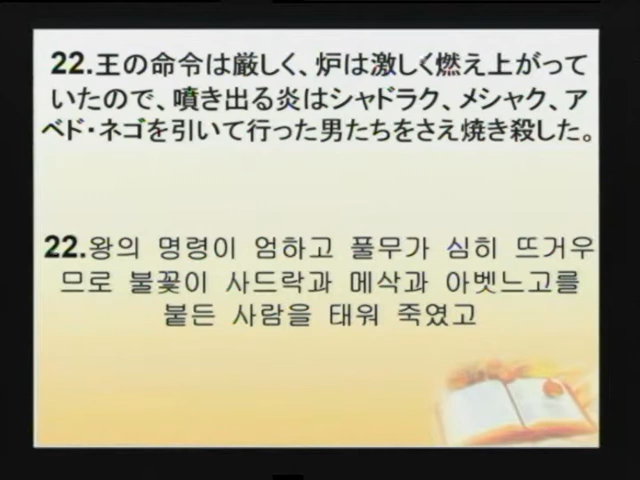 22.王の命令は厳しく、炉は激しく燃え上がって
いたので、噴き出る炎はシャドラク、メシャク、ア
ベド・ネゴを引いて行った男たちをさえ焼き殺した。
22.왕의 명령이 엄하고 풀무가 심히 뜨거우
므로 불꽃이 사드락과 메삭과 아벳느고를
붙든 사람을 태워 죽였고